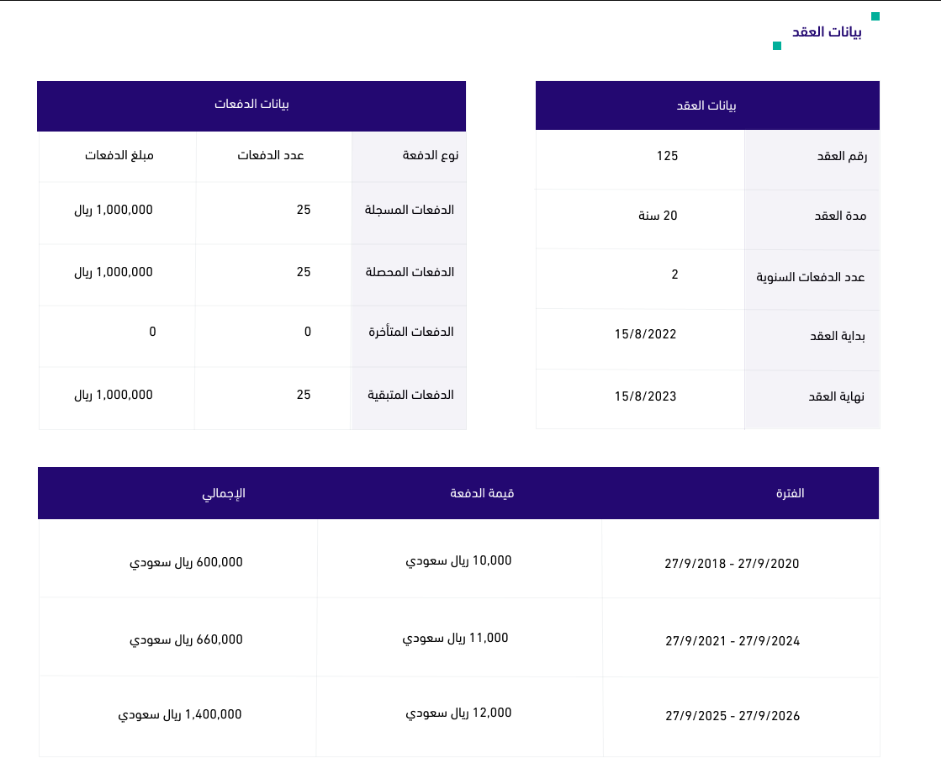 بيانات العقد
بيانات العقد
رقم العقد 125
مدة العقد 20 سنة
عدد الدفعات السنوية 2
بداية العقد 15/8/2022
نهاية العقد 15/8/2023
بيانات الدفعات
نوع الدفعة عدد الدفعات مبلغ الدفعات
الدفعات المسجلة 25 1,000,000 ريال
الدفعات المحصلة 25 1,000,000 ريال
الدفعات المتأخرة 0 0
الدفعات المتبقية 25 1,000,000 ريال
الفترة قيمة الدفعة الإجمالي
27/9/2018 - 27/9/2020 10,000 ريال سعودي 600,000 ريال سعودي
27/9/2021 - 27/9/2024 11,000 ريال سعودي 660,000 ريال سعودي
27/9/2025 - 27/9/2026 12,000 ريال سعودي 1,400,000 ريال سعودي